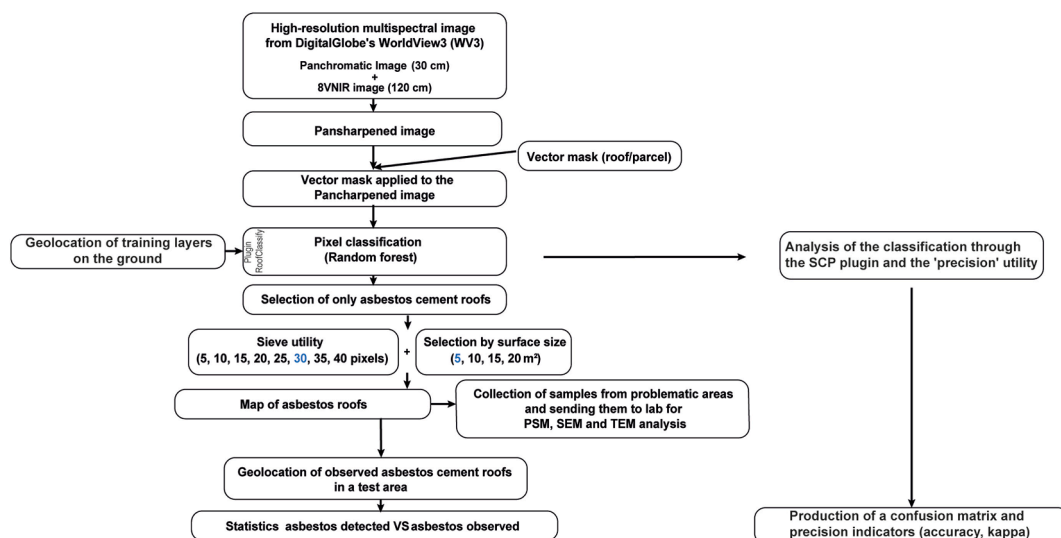 High-resolution multispectral image
from DigitalGlobe's WorldView3 (WV3)
Panchromatic Image (30 cm)
+
8VNIR image (120 cm)
Pansharpened image
Vector mask (roof/parcel)
Vector mask applied to the
Pancharpened image
Geolocation of training layers
on the ground
Plugin
RoofClassify
Pixel classification
(Random forest)
Analysis of the classification through
the SCP plugin and the 'precision' utility
Selection of only asbestos cement roofs
Sieve utility
(5, 10, 15, 20, 25, 30, 35, 40 pixels)
+
Selection by surface size
(5, 10, 15, 20 m²)
Map of asbestos roofs
Collection of samples from problematic areas
and sending them to lab for
PSM, SEM and TEM analysis
Geolocation of observed asbestos cement roofs
in a test area
Statistics asbestos detected VS asbestos observed
Production of a confusion matrix and
precision indicators (accuracy, kappa)